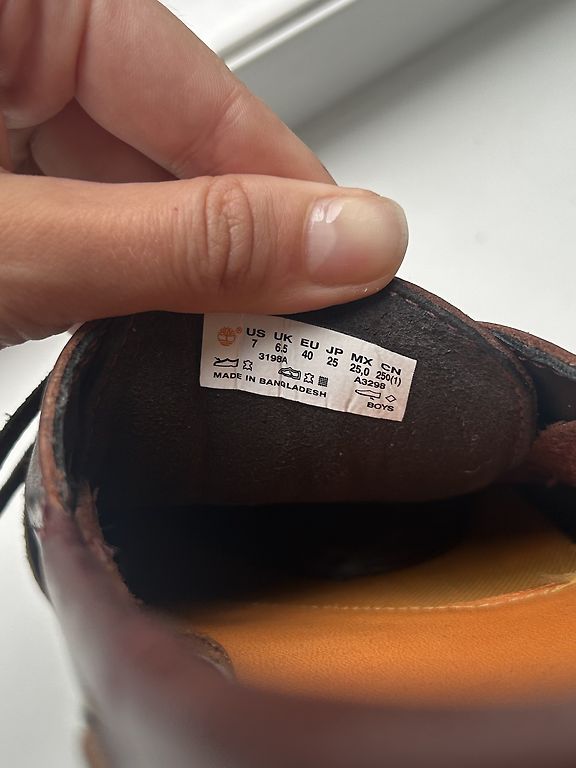 ® US UK EU JP MX CN
7 6.5 40 25 25,0 250(1)
3198A A3298
MADE IN BANGLADESH
BOYS